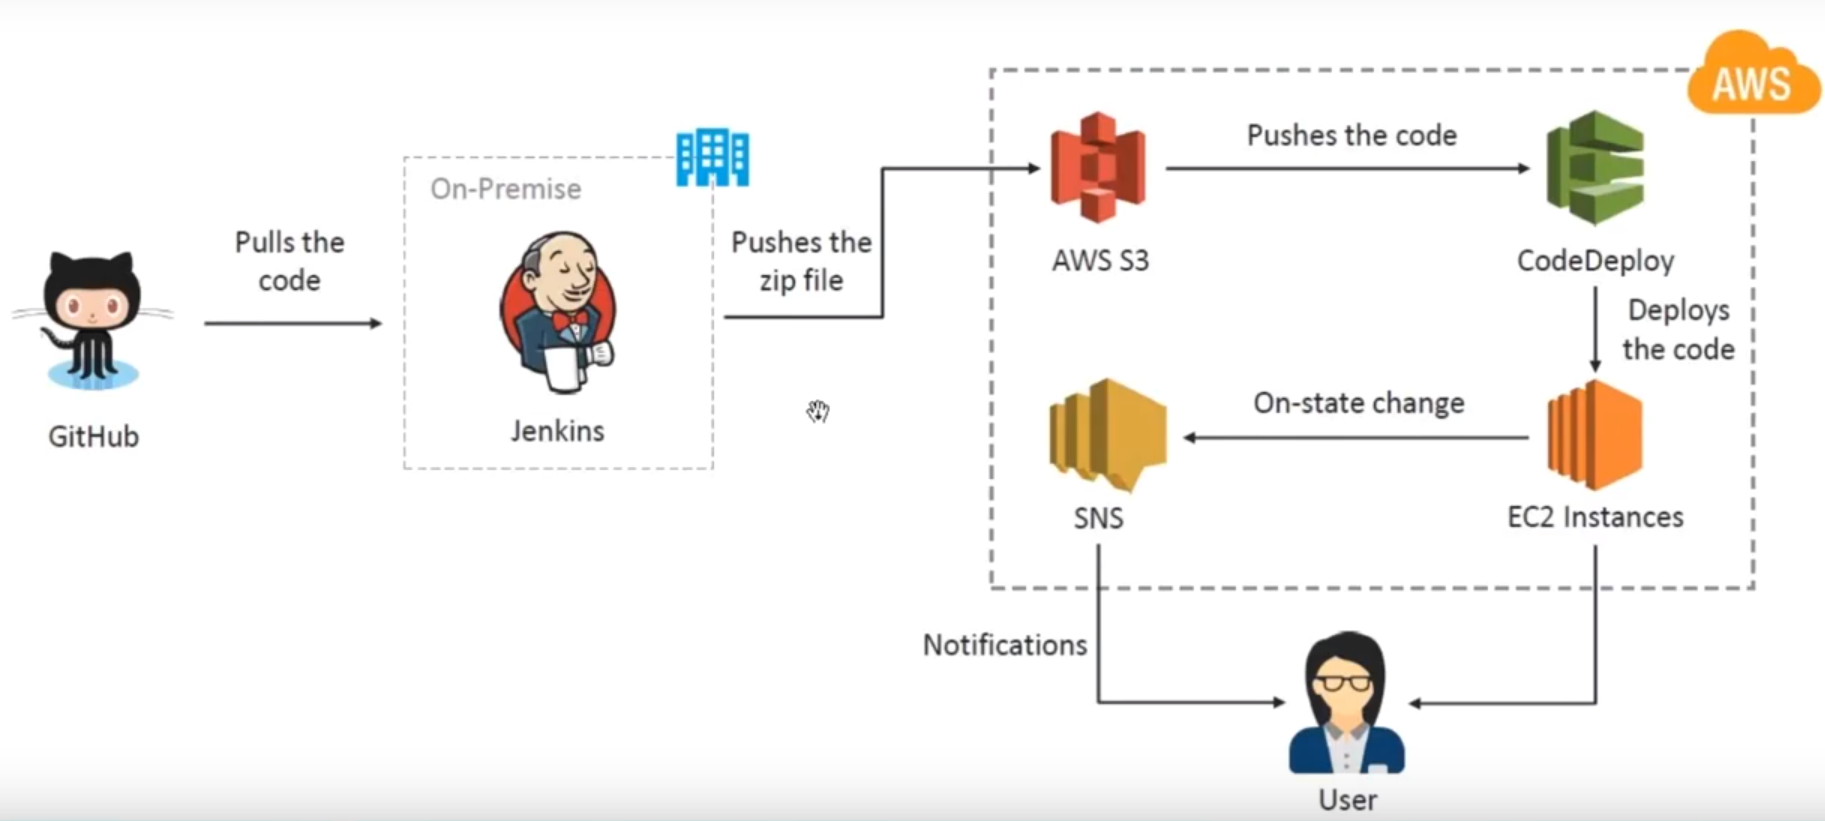 AWS
Pushes the code
On-Premise
Pulls the
code
Pushes the
zip file
AWS S3
CodeDeploy
Deploys
the code
On-state change
GitHub
Jenkins
SNS
EC2 Instances
Notifications
User